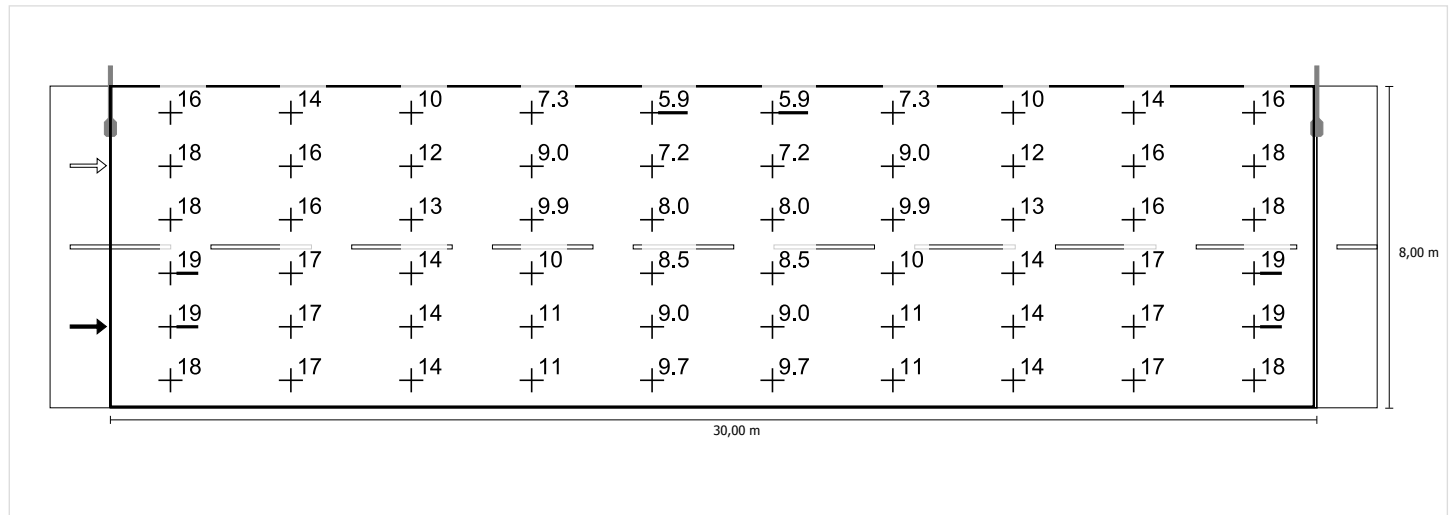 16 14 10 7.3 5.9 5.9 7.3 10 14 16
18 16 12 9.0 7.2 7.2 9.0 12 16 18
18 16 13 9.9 8.0 8.0 9.9 13 16 18
8,00 m
19 17 14 10 8.5 8.5 10 14 17 19
19 17 14 11 9.0 9.0 11 14 17 19
18 17 14 11 9.7 9.7 11 14 17 18
30,00 m